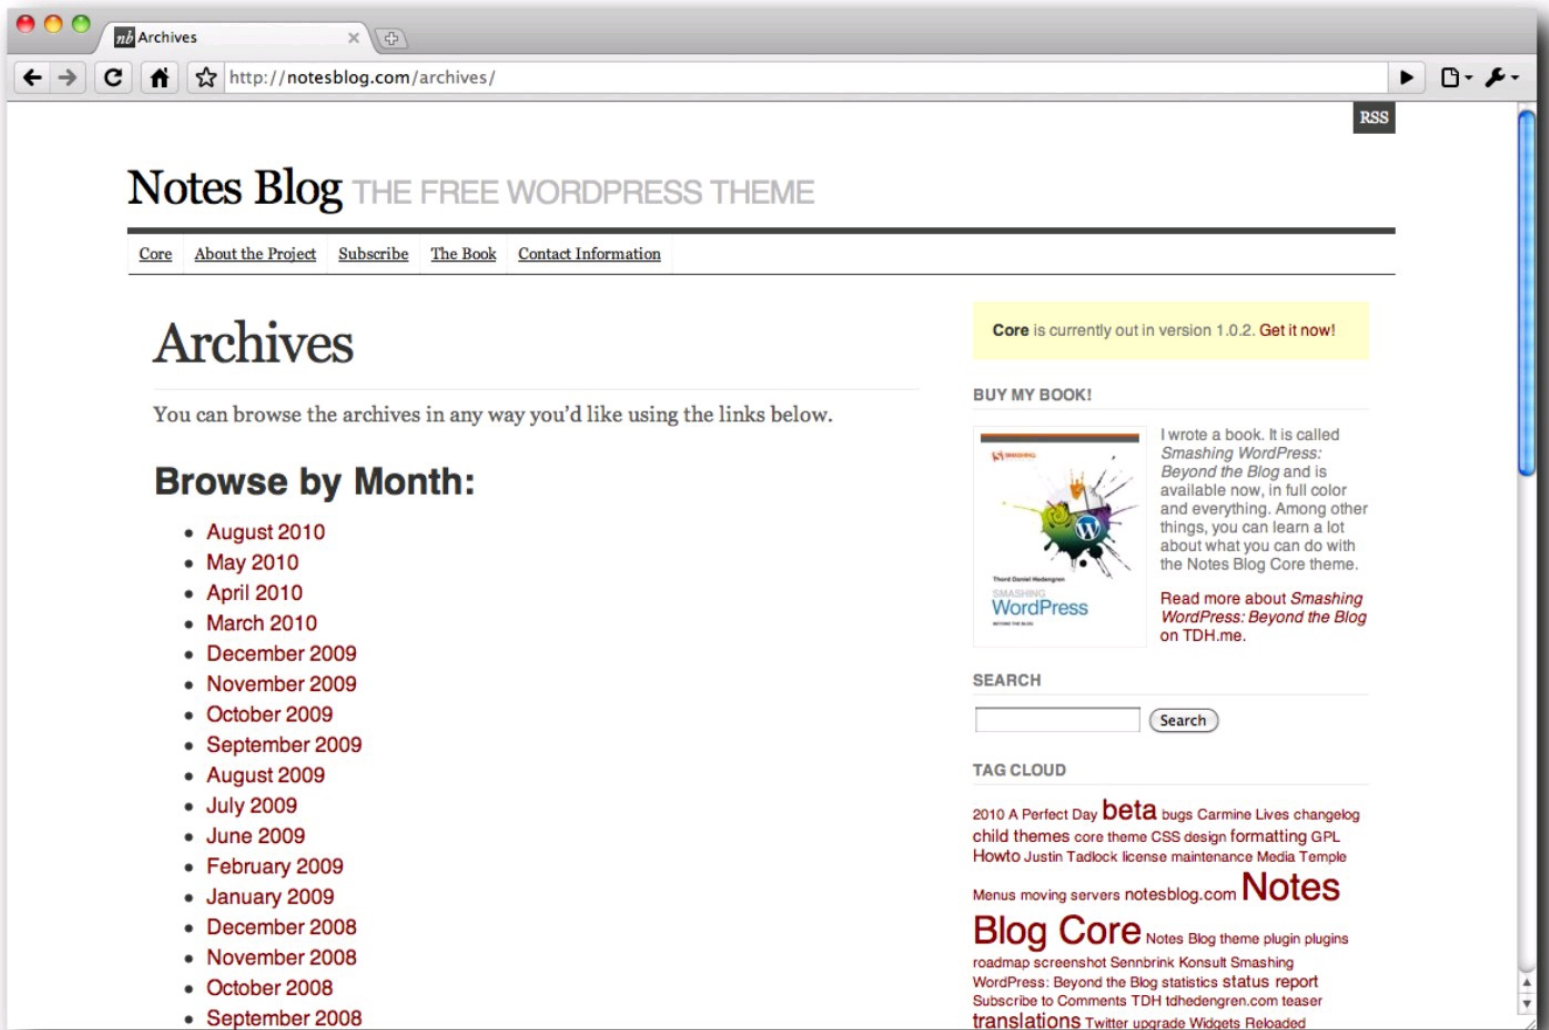 nb Archives
http://notesblog.com/archives/
RSS
Notes Blog THE FREE WORDPRESS THEME
Core About the Project Subscribe The Book Contact Information
Archives
You can browse the archives in any way you'd like using the links below.
Browse by Month:
August 2010
May 2010
April 2010
March 2010
December 2009
November 2009
October 2009
September 2009
August 2009
July 2009
June 2009
February 2009
January 2009
December 2008
November 2008
October 2008
September 2008
Core is currently out in version 1.0.2. Get it now!
BUY MY BOOK!
SMASHING
Thord Daniel Hedengren
SMASHING
WordPress
BEYOND THE BLOG
I wrote a book. It is called
Smashing WordPress:
Beyond the Blog and is
available now, in full color
and everything. Among other
things, you can learn a lot
about what you can do with
the Notes Blog Core theme.
Read more about Smashing
WordPress: Beyond the Blog
on TDH.me.
SEARCH
Search
TAG CLOUD
2010 A Perfect Day beta bugs Carmine Lives changelog
child themes core theme CSS design formatting GPL
Howto Justin Tadlock license maintenance Media Temple
Menus moving servers notesblog.com Notes
Blog Core Notes Blog theme plugin plugins
roadmap screenshot Sennbrink Konsult Smashing
WordPress: Beyond the Blog statistics status report
Subscribe to Comments TDH tdhedengren.com teaser
translations Twitter upgrade Widgets Reloaded